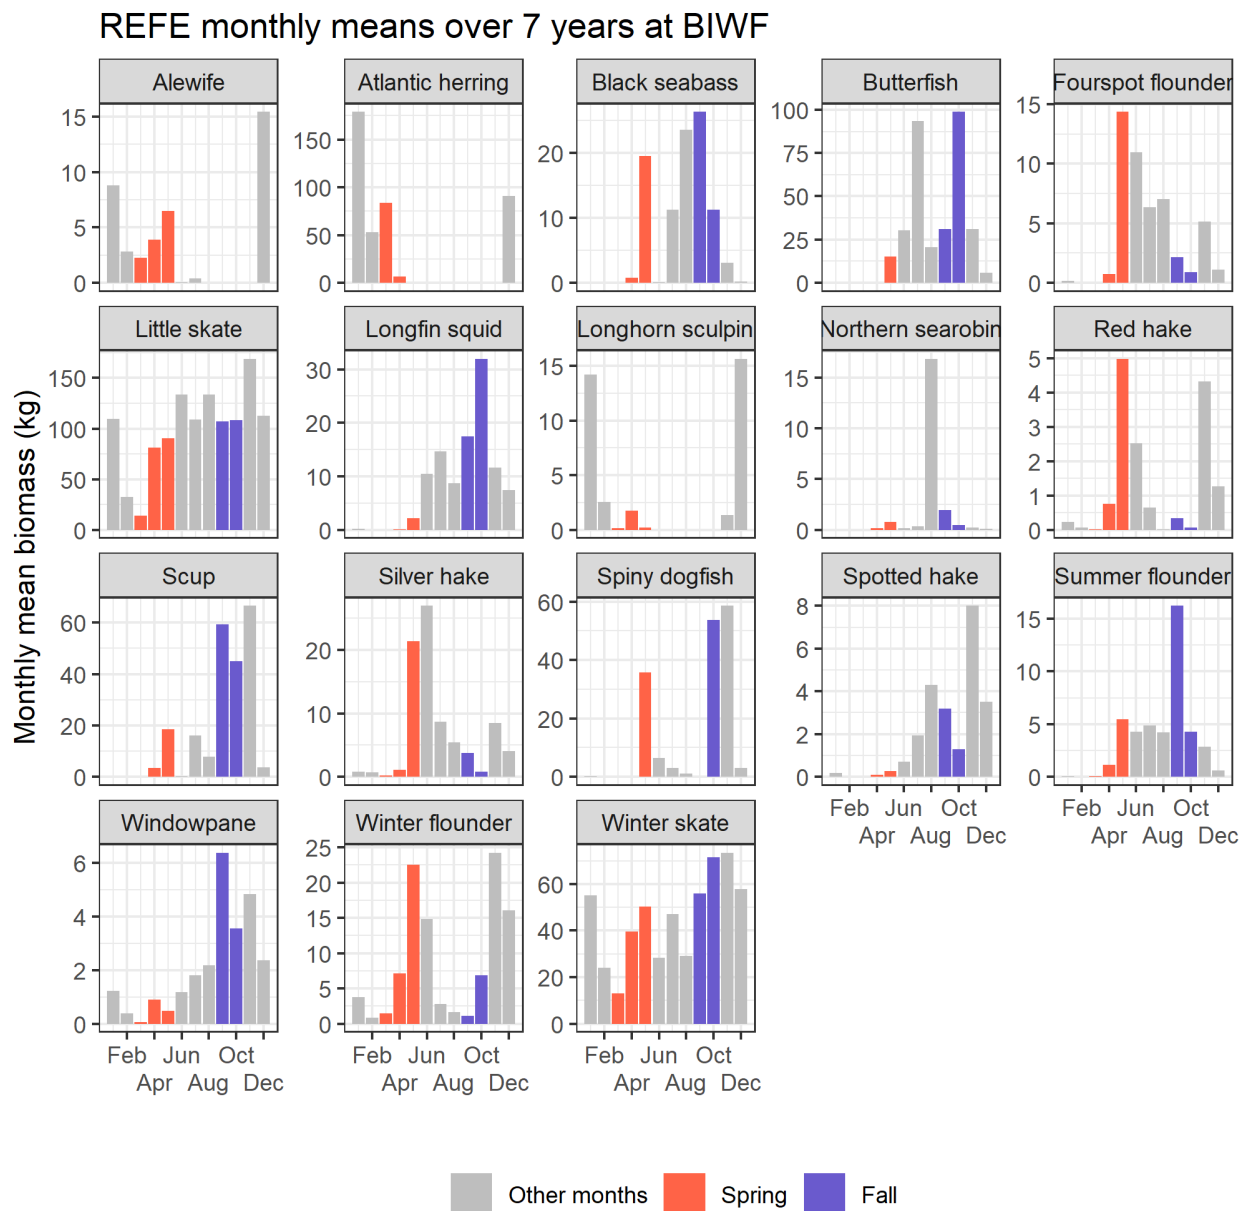 REFE monthly means over 7 years at BIWF
Alewife
Atlantic herring
Black seabass
Butterfish
Fourspot flounder
15
10
5
0
150
100
50
0
20
10
0
100
75
50
25
0
15
10
5
0
Little skate
Longfin squid
Longhorn sculpin
Northern searobin
Red hake
150
100
50
0
30
20
10
0
15
10
5
0
15
10
5
0
5
4
3
2
1
0
Monthly mean biomass (kg)
Scup
Silver hake
Spiny dogfish
Spotted hake
Summer flounder
60
40
20
0
20
10
0
60
40
20
0
8
6
4
2
0
15
10
5
0
Feb Jun Oct
Apr Aug Dec
Feb Jun Oct
Apr Aug Dec
Windowpane
Winter flounder
Winter skate
6
4
2
0
25
20
15
10
5
0
60
40
20
0
Feb Jun Oct
Apr Aug Dec
Feb Jun Oct
Apr Aug Dec
Feb Jun Oct
Apr Aug Dec
Other months
Spring
Fall